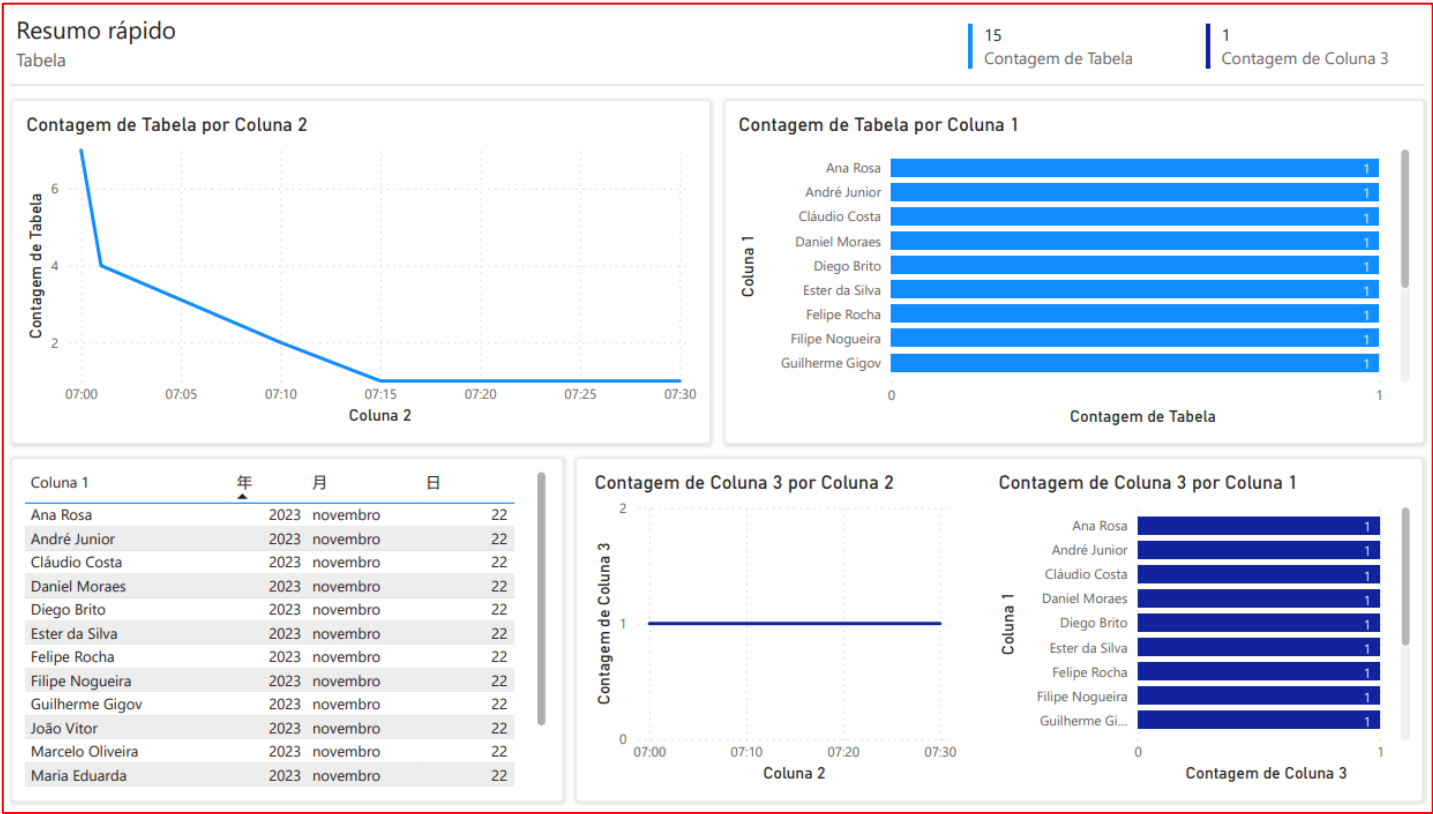 Resumo rápido
Tabela
15
Contagem de Tabela
1
Contagem de Coluna 3
Contagem de Tabela por Coluna 2
Contagem de Tabela
6
4
2
07:00 07:05 07:10 07:15 07:20 07:25 07:30
Coluna 2
Contagem de Tabela por Coluna 1
Coluna 1
Ana Rosa 1
André Junior 1
Cláudio Costa 1
Daniel Moraes 1
Diego Brito 1
Ester da Silva 1
Felipe Rocha 1
Filipe Nogueira 1
Guilherme Gigov 1
0 1
Contagem de Tabela
Coluna 1 年 月 日
Ana Rosa 2023 novembro 22
André Junior 2023 novembro 22
Cláudio Costa 2023 novembro 22
Daniel Moraes 2023 novembro 22
Diego Brito 2023 novembro 22
Ester da Silva 2023 novembro 22
Felipe Rocha 2023 novembro 22
Filipe Nogueira 2023 novembro 22
Guilherme Gigov 2023 novembro 22
João Vitor 2023 novembro 22
Marcelo Oliveira 2023 novembro 22
Maria Eduarda 2023 novembro 22
Contagem de Coluna 3 por Coluna 2
Contagem de Coluna 3
2
1
0
07:00 07:10 07:20 07:30
Coluna 2
Contagem de Coluna 3 por Coluna 1
Coluna 1
Ana Rosa 1
André Junior 1
Cláudio Costa 1
Daniel Moraes 1
Diego Brito 1
Ester da Silva 1
Felipe Rocha 1
Filipe Nogueira 1
Guilherme Gi... 1
0 1
Contagem de Coluna 3